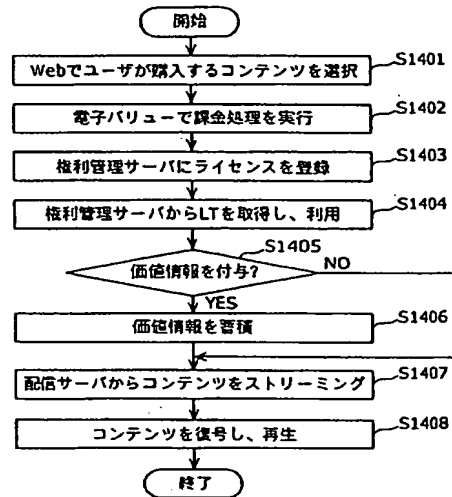 開始
Webでユーザが購入するコンテンツを選択
S1401
電子バリューで課金処理を実行
S1402
権利管理サーバにライセンスを登録
S1403
権利管理サーバからLTを取得し、利用
S1404
価値情報を付与?
S1405
NO
YES
価値情報を蓄積
S1406
配信サーバからコンテンツをストリーミング
S1407
コンテンツを復号し、再生
S1408
終了